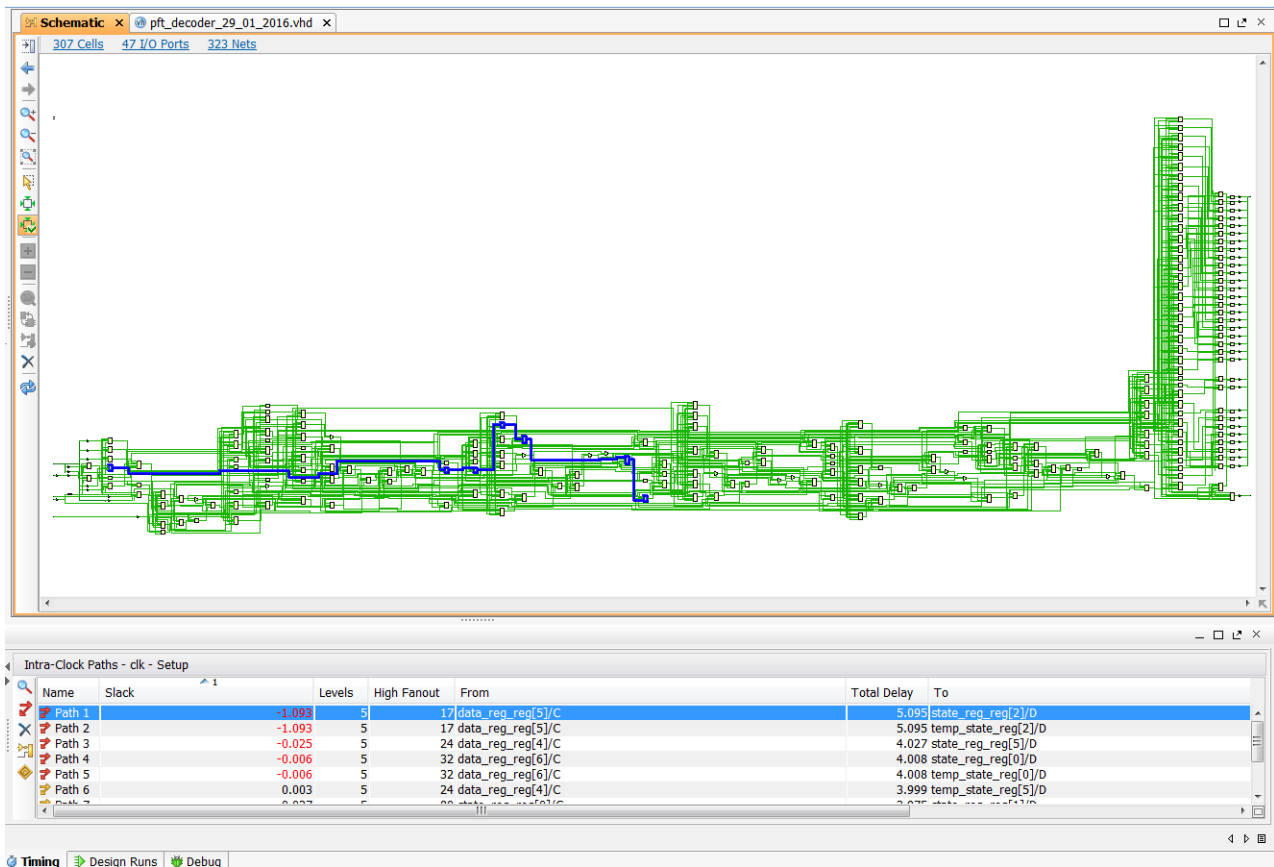 Schematic × pft_decoder_29_01_2016.vhd ×
307 Cells 47 I/O Ports 323 Nets
Intra-Clock Paths - clk - Setup
Name Slack 1 Levels High Fanout From Total Delay To
Path 1 -1.093 5 17 data_reg_reg[5]/C 5.095 state_reg_reg[2]/D
Path 2 -1.093 5 17 data_reg_reg[5]/C 5.095 temp_state_reg[2]/D
Path 3 -0.025 5 24 data_reg_reg[4]/C 4.027 state_reg_reg[5]/D
Path 4 -0.006 5 32 data_reg_reg[6]/C 4.008 state_reg_reg[0]/D
Path 5 -0.006 5 32 data_reg_reg[6]/C 4.008 temp_state_reg[0]/D
Path 6 0.003 5 24 data_reg_reg[4]/C 3.999 temp_state_reg[5]/D
Timing Design Runs Debug